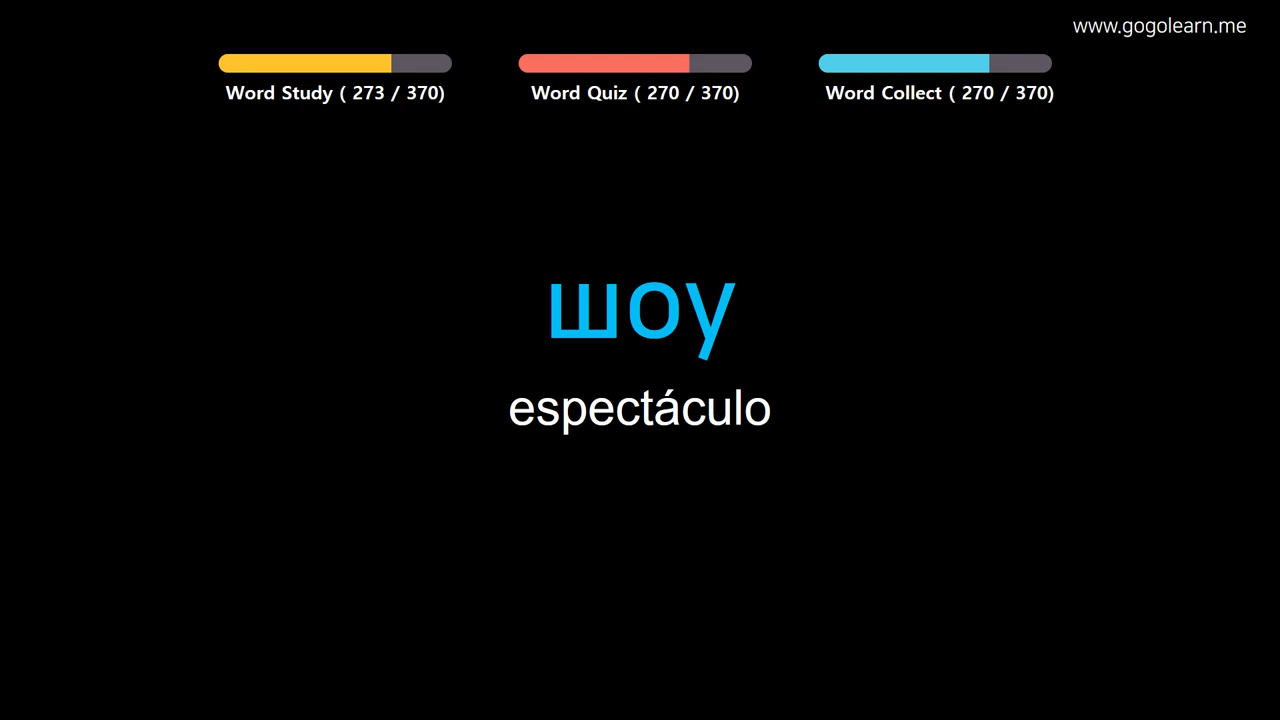 www.gogolearn.me
Word Study ( 273 / 370)
Word Quiz ( 270 / 370)
Word Collect ( 270 / 370)
шоу
espectáculo